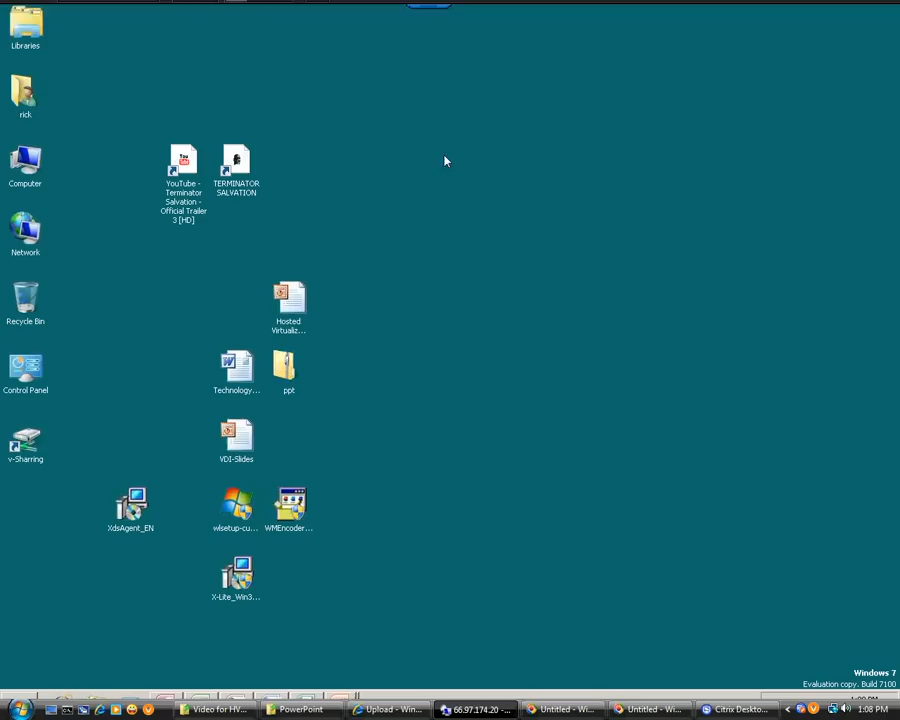 Libraries
rick
You
Tube
YouTube -
Terminator
Salvation -
Official Trailer
3 [HD]
TERMINATOR
SALVATION
Computer
Network
Recycle Bin
Hosted
Virtualiz...
Control Panel
Technology...
ppt
v-Sharring
VDI-Slides
XdsAgent_EN
wlsetup-cu...
WMEncoder...
X-Lite_Win3...
Windows 7
Evaluation copy. Build 7100
Video for HV...
PowerPoint
Upload - Win...
66.97.174.20 -...
Untitled - Wi...
Untitled - Wi...
Citrix Deskto...
1:08 PM